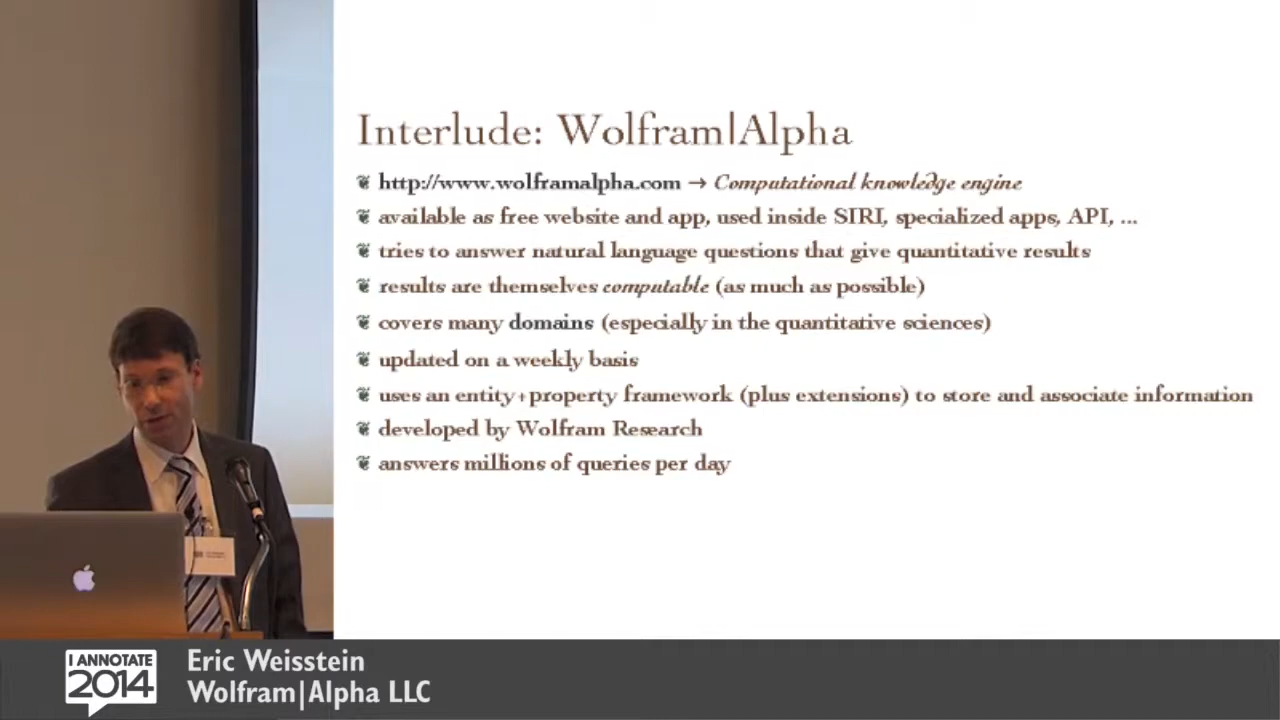 Interlude: Wolfram|Alpha
http://www.wolframalpha.com → Computational knowledge engine
available as free website and app, used inside SIRI, specialized apps, API, ...
tries to answer natural language questions that give quantitative results
results are themselves computable (as much as possible)
covers many domains (especially in the quantitative sciences)
updated on a weekly basis
uses an entity+property framework (plus extensions) to store and associate information
developed by Wolfram Research
answers millions of queries per day
I ANNOTATE
2014
Eric Weisstein
Wolfram|Alpha LLC